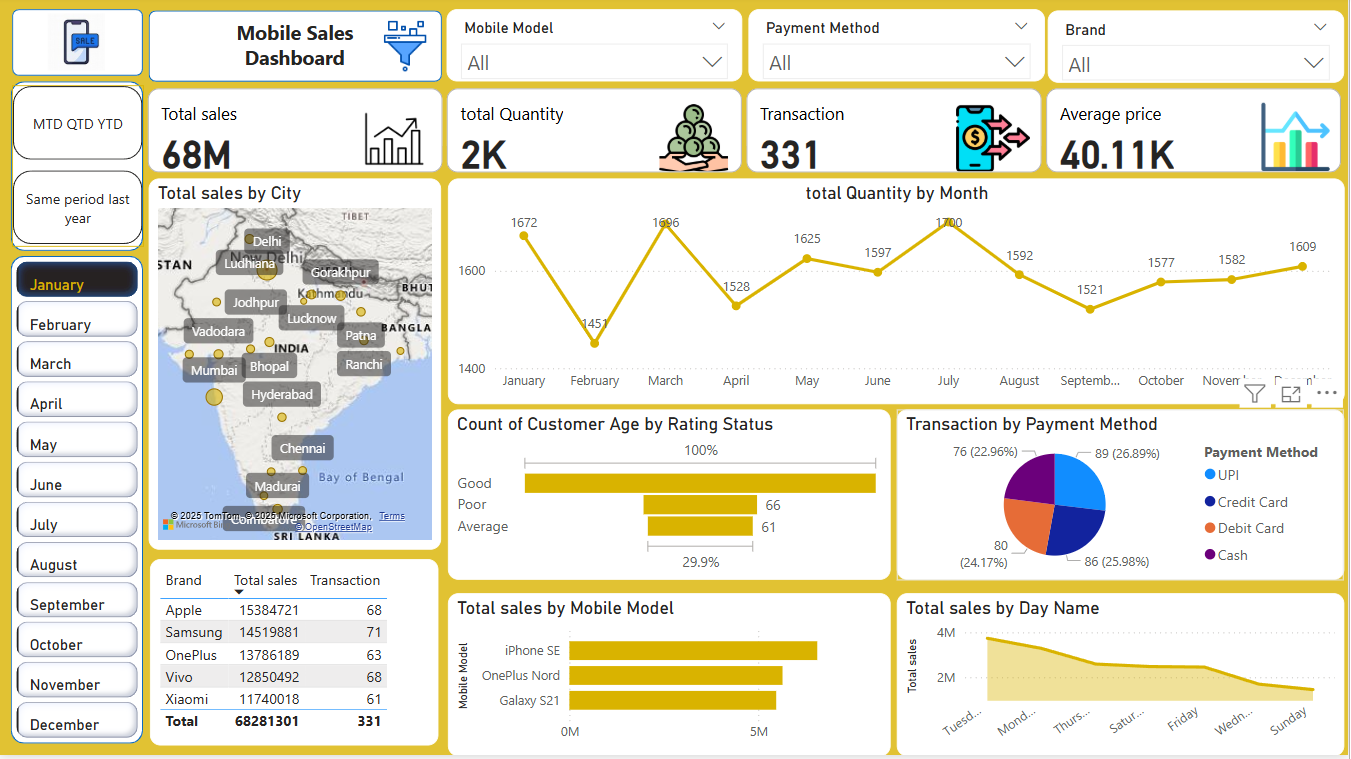 SALE
Mobile Sales
Dashboard
Mobile Model
All
Payment Method
All
Brand
All
MTD QTD YTD
Same period last
year
Total sales
68M
total Quantity
2K
Transaction
331
Average price
40.11K
January
February
March
April
May
June
July
August
September
October
November
December
Total sales by City
TIBET
Delhi
New Delhi
STAN
Ludhiana
Gorakhpur
Kathmandu
BHUT
Jodhpur
Lucknow
Vadodara
Patna
BANGLA
INDIA
Mumbai
Bhopal
Ranchi
Hyderabad
Chennai
Bay of Bengal
Madurai
Coimbatore
© 2025 TomTom, © 2025 Microsoft Corporation, Terms
© OpenStreetMap
Microsoft Bi
SRI LANKA
total Quantity by Month
1672
1451
1696
1528
1625
1597
1700
1592
1521
1577
1582
1609
1600
1400
January
February
March
April
May
June
July
August
Septemb...
October
Count of Customer Age by Rating Status
100%
Good
Poor
66
Average
61
29.9%
Transaction by Payment Method
76 (22.96%)
89 (26.89%)
80
(24.17%)
86 (25.98%)
Payment Method
UPI
Credit Card
Debit Card
Cash
Brand Total sales Transaction
Apple 15384721 68
Samsung 14519881 71
OnePlus 13786189 63
Vivo 12850492 68
Xiaomi 11740018 61
Total 68281301 331
Total sales by Mobile Model
Mobile Model
iPhone SE
OnePlus Nord
Galaxy S21
0M
5M
Total sales by Day Name
Total sales
4M
2M
Tuesd...
Mond...
Thurs...
Satur...
Friday
Wedn...
Sunday